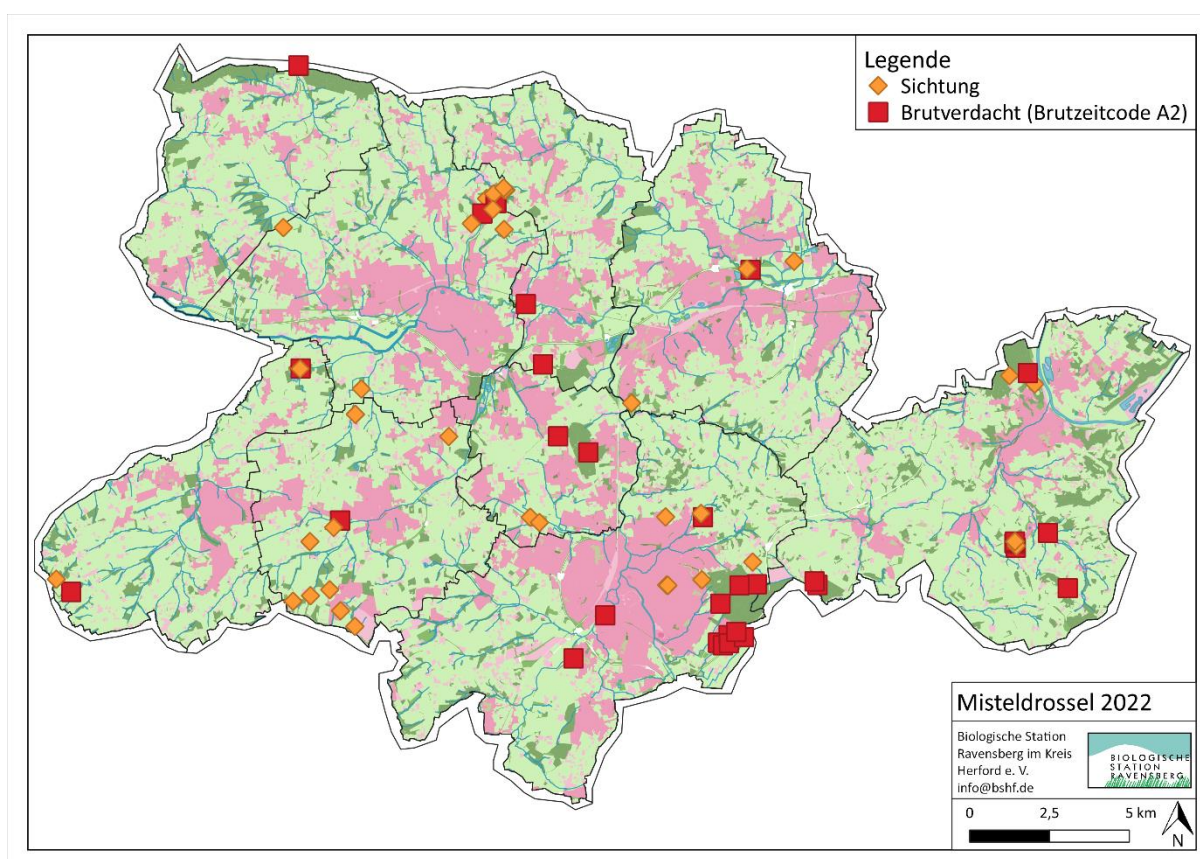 Legende
Sichtung
Brutverdacht (Brutzeitcode A2)
Misteldrossel 2022
Biologische Station
Ravensberg im Kreis
Herford e. V.
info@bshf.de
BIOLOGISCHE
STATION
RAVENSBERG
0 2,5 5 km
N